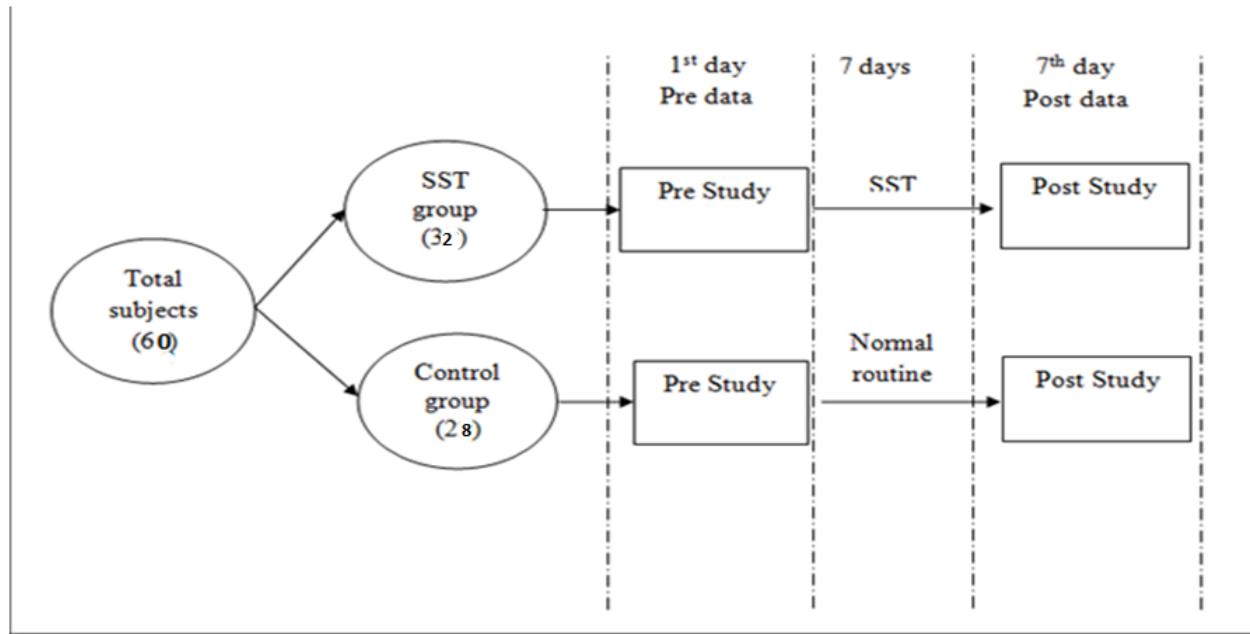 1st day
Pre data
7 days
7th day
Post data
SST
group
(32 )
Pre Study
SST
Post Study
Total
subjects
(60)
Control
group
(28)
Pre Study
Normal
routine
Post Study